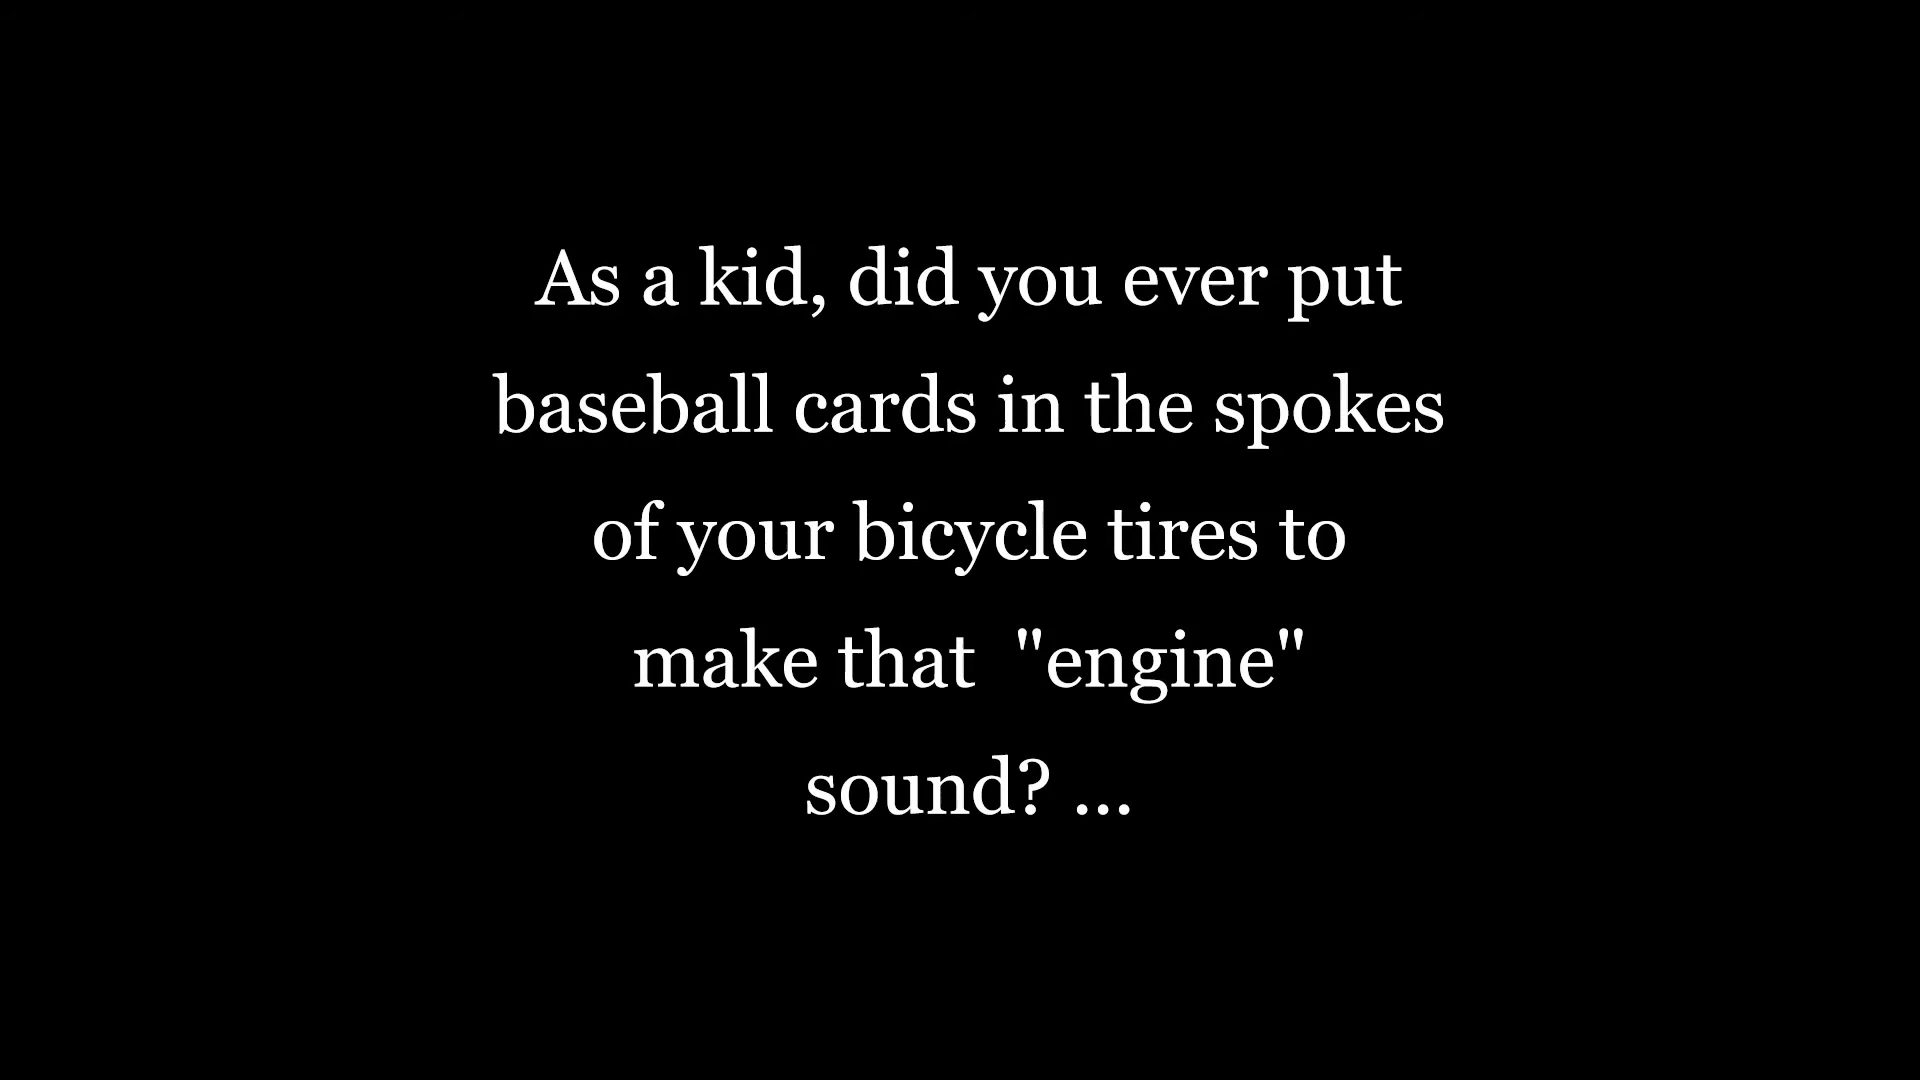 As a kid, did you ever put
baseball cards in the spokes
of your bicycle tires to
make that  "engine"
sound? ...